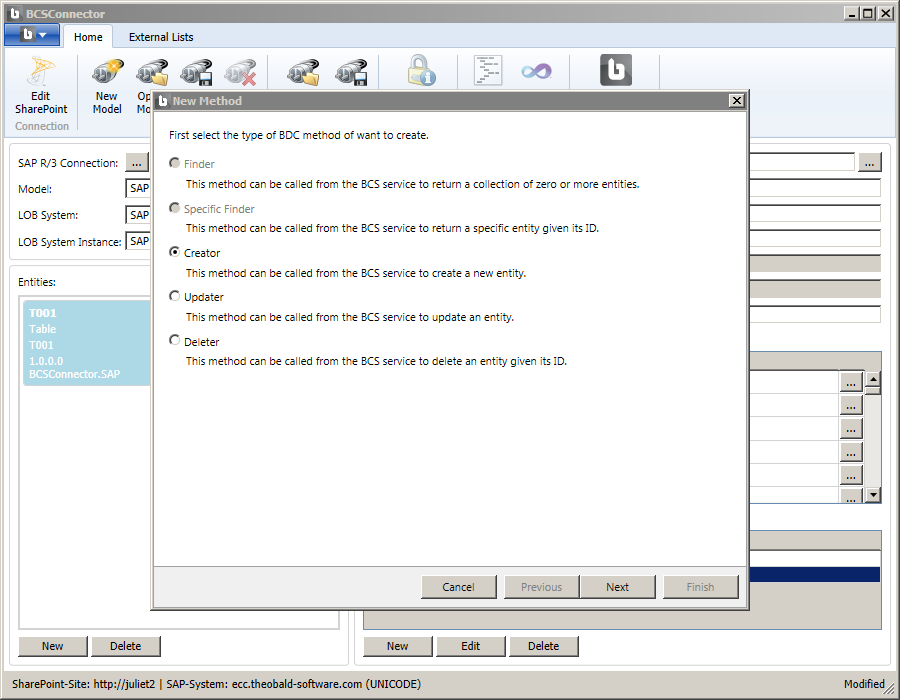 BCSConnector
Home
External Lists
Edit
SharePoint
New
Model
Op
Mo
Connection
New Method
First select the type of BDC method of want to create.
Finder
This method can be called from the BCS service to return a collection of zero or more entities.
Specific Finder
This method can be called from the BCS service to return a specific entity given its ID.
Creator
This method can be called from the BCS service to create a new entity.
Updater
This method can be called from the BCS service to update an entity.
Deleter
This method can be called from the BCS service to delete an entity given its ID.
Cancel
Previous
Next
Finish
SAP R/3 Connection:
...
...
Model:
SAP
LOB System:
SAP
LOB System Instance:
SAP
Entities:
T001
Table
T001
1.0.0.0
BCSConnector.SAP
...
...
...
...
...
...
New
Delete
New
Edit
Delete
SharePoint-Site: http://juliet2 | SAP-System: ecc.theobald-software.com (UNICODE)
Modified